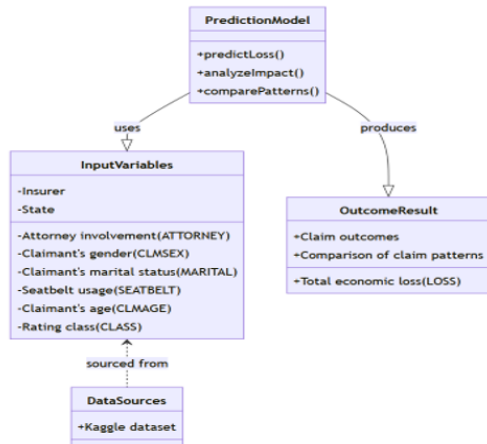 PredictionModel
+predictLoss()
+analyzeImpact()
+comparePatterns()
uses
produces
InputVariables
-Insurer
-State
-Attorney involvement(ATTORNEY)
-Claimant's gender(CLMSEX)
-Claimant's marital status(MARITAL)
-Seatbelt usage(SEATBELT)
-Claimant's age(CLMAGE)
-Rating class(CLASS)
OutcomeResult
+Claim outcomes
+Comparison of claim patterns
+Total economic loss(LOSS)
sourced from
DataSources
+Kaggle dataset